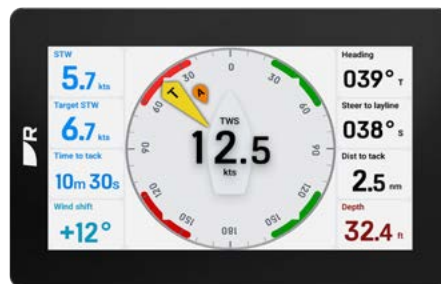 STW
5.7 kts
Target STW
6.7 kts
Time to tack
10m 30s
Wind shift
+12°
R
0
30
30
60
60
90
90
120
120
150
150
180
T
A
TWS
12.5
kts
Heading
039° T
Steer to layline
038° S
Dist to tack
2.5 nm
Depth
32.4 ft